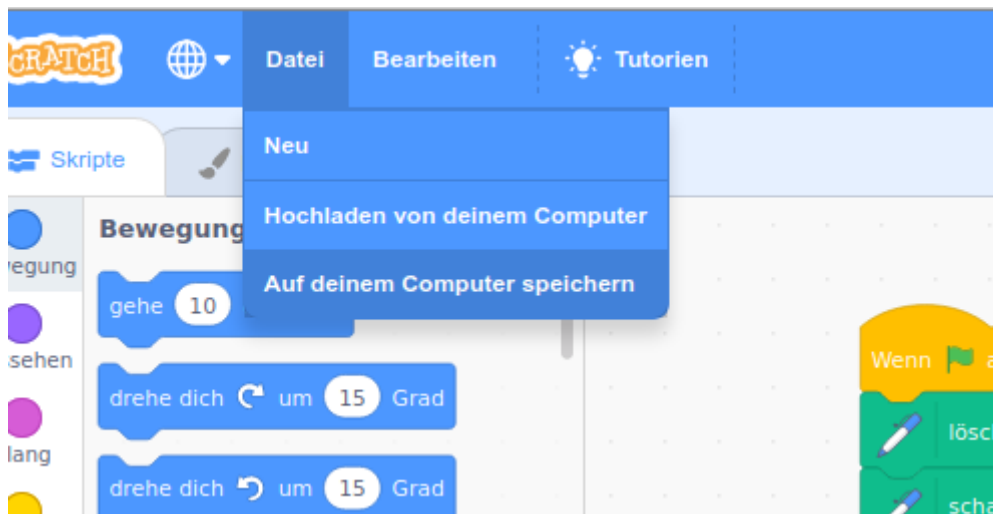 SCRATCH
Datei
Bearbeiten
Tutorien
Skripte
Neu
Hochladen von deinem Computer
Auf deinem Computer speichern
Bewegung
gehe 10
drehe dich um 15 Grad
drehe dich um 15 Grad
Wenn